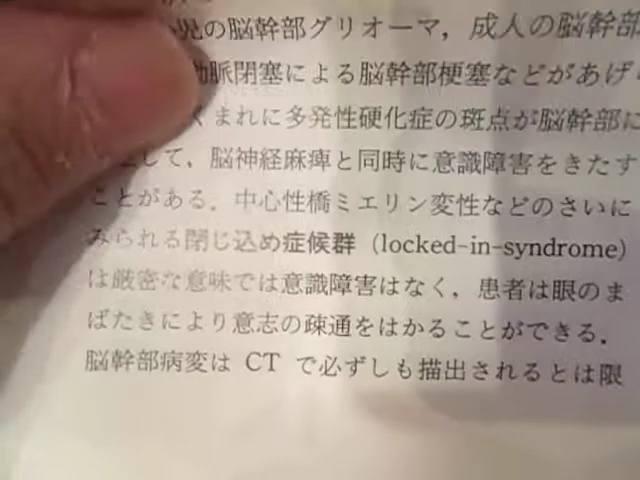 児の脳幹部グリオーマ，成人の脳幹部
動脈閉塞による脳幹部梗塞などがあげ
くまれに多発性硬化症の斑点が脳幹部に
して，脳神経麻痺と同時に意識障害をきたす
ことがある．中心性橋ミエリン変性などのさいに
みられる閉じ込め症候群（locked-in-syndrome）
は厳密な意味では意識障害はなく，患者は眼のま
ばたきにより意志の疎通をはかることができる．
脳幹部病変は CT で必ずしも描出されるとは限